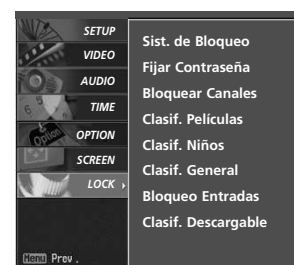 SETUP
VIDEO
AUDIO
TIME
OPTION
SCREEN
LOCK
Menu Prev.
Sist. de Bloqueo
Fijar Contraseña
Bloquear Canales
Clasif. Películas
Clasif. Niños
Clasif. General
Bloqueo Entradas
Clasif. Descargable
Option